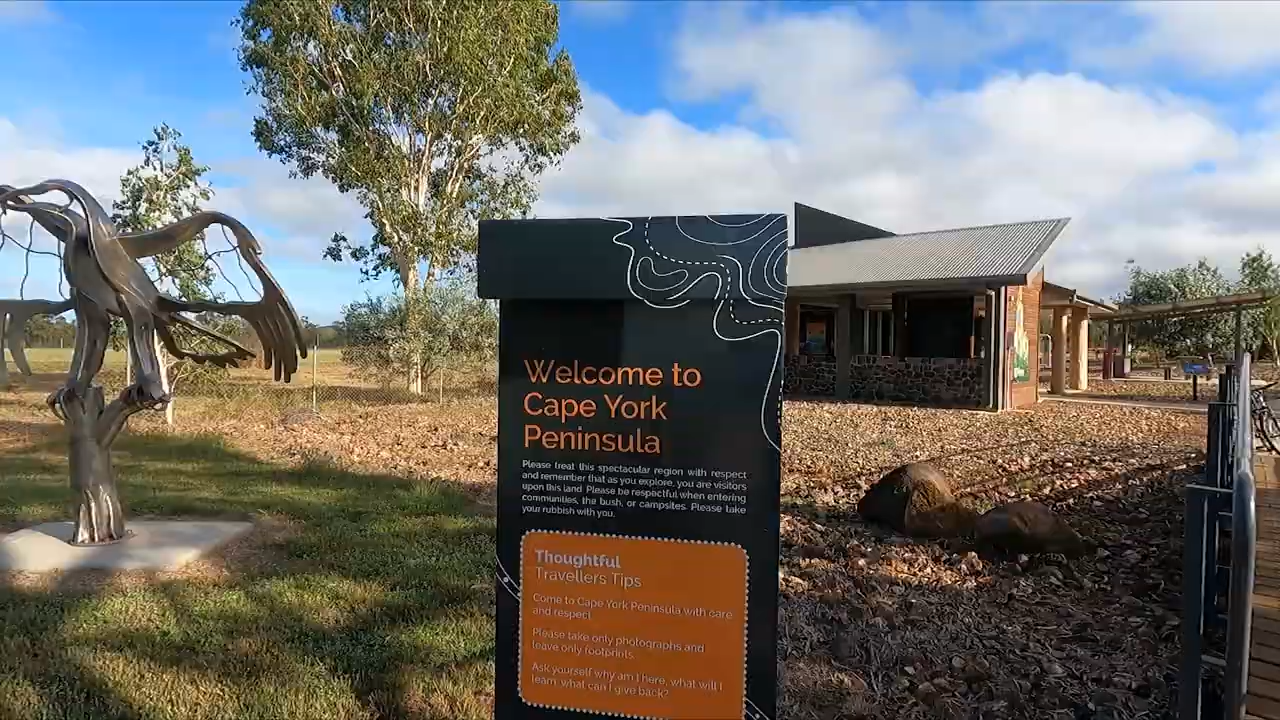 Welcome to
Cape York
Peninsula
Please treat this spectacular region with respect
and remember that as you explore, you are visitors
upon this land. Please be respectful when entering
communities, the bush, or campsites. Please take
your rubbish with you.
Thoughtful
Travellers Tips
Come to Cape York Peninsula with care
and respect
Please take only photographs and
leave only footprints
Ask yourself why am I here, what will I
learn, what can I give back?